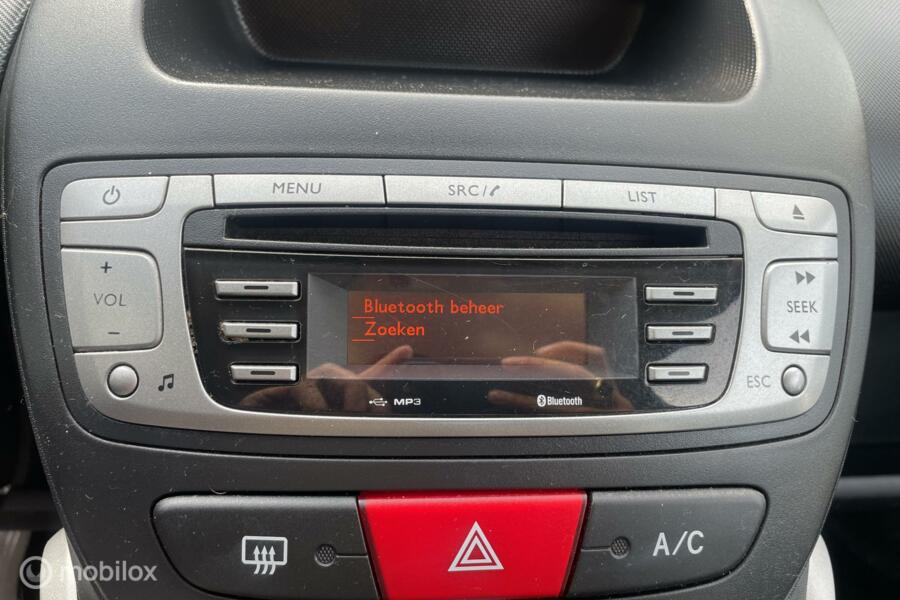 MENU
SRC/
LIST
+
VOL
−
SEEK
ESC
Bluetooth beheer
Zoeken
MP3
Bluetooth
A/C
mobilox